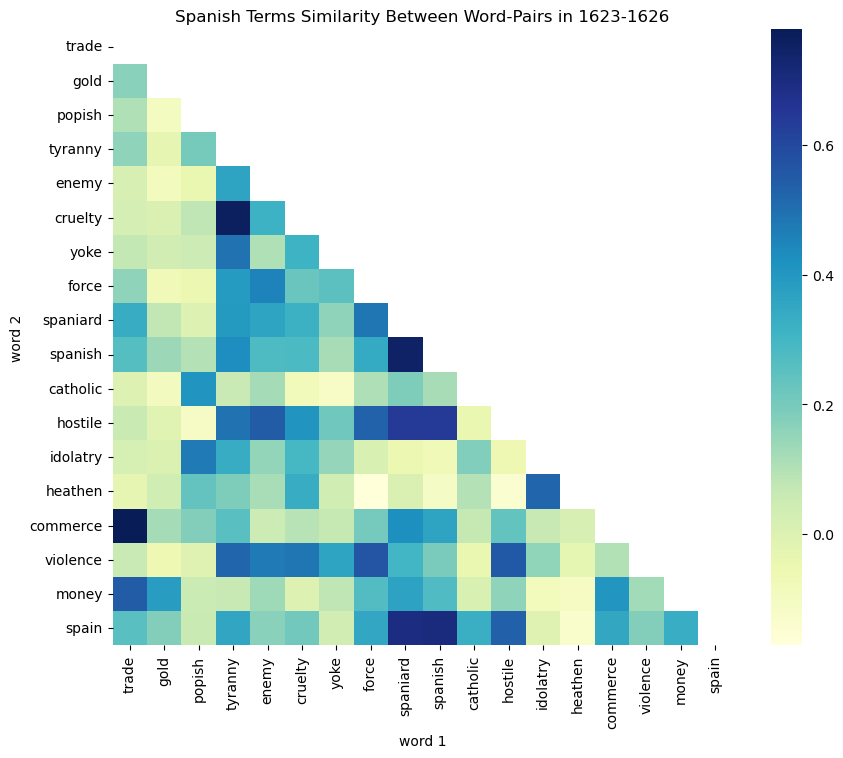 Spanish Terms Similarity Between Word-Pairs in 1623-1626
word 2
trade
gold
popish
tyranny
enemy
cruelty
yoke
force
spaniard
spanish
catholic
hostile
idolatry
heathen
commerce
violence
money
spain
trade
gold
popish
tyranny
enemy
cruelty
yoke
force
spaniard
spanish
catholic
hostile
idolatry
heathen
commerce
violence
money
spain
word 1
0.6
0.4
0.2
0.0